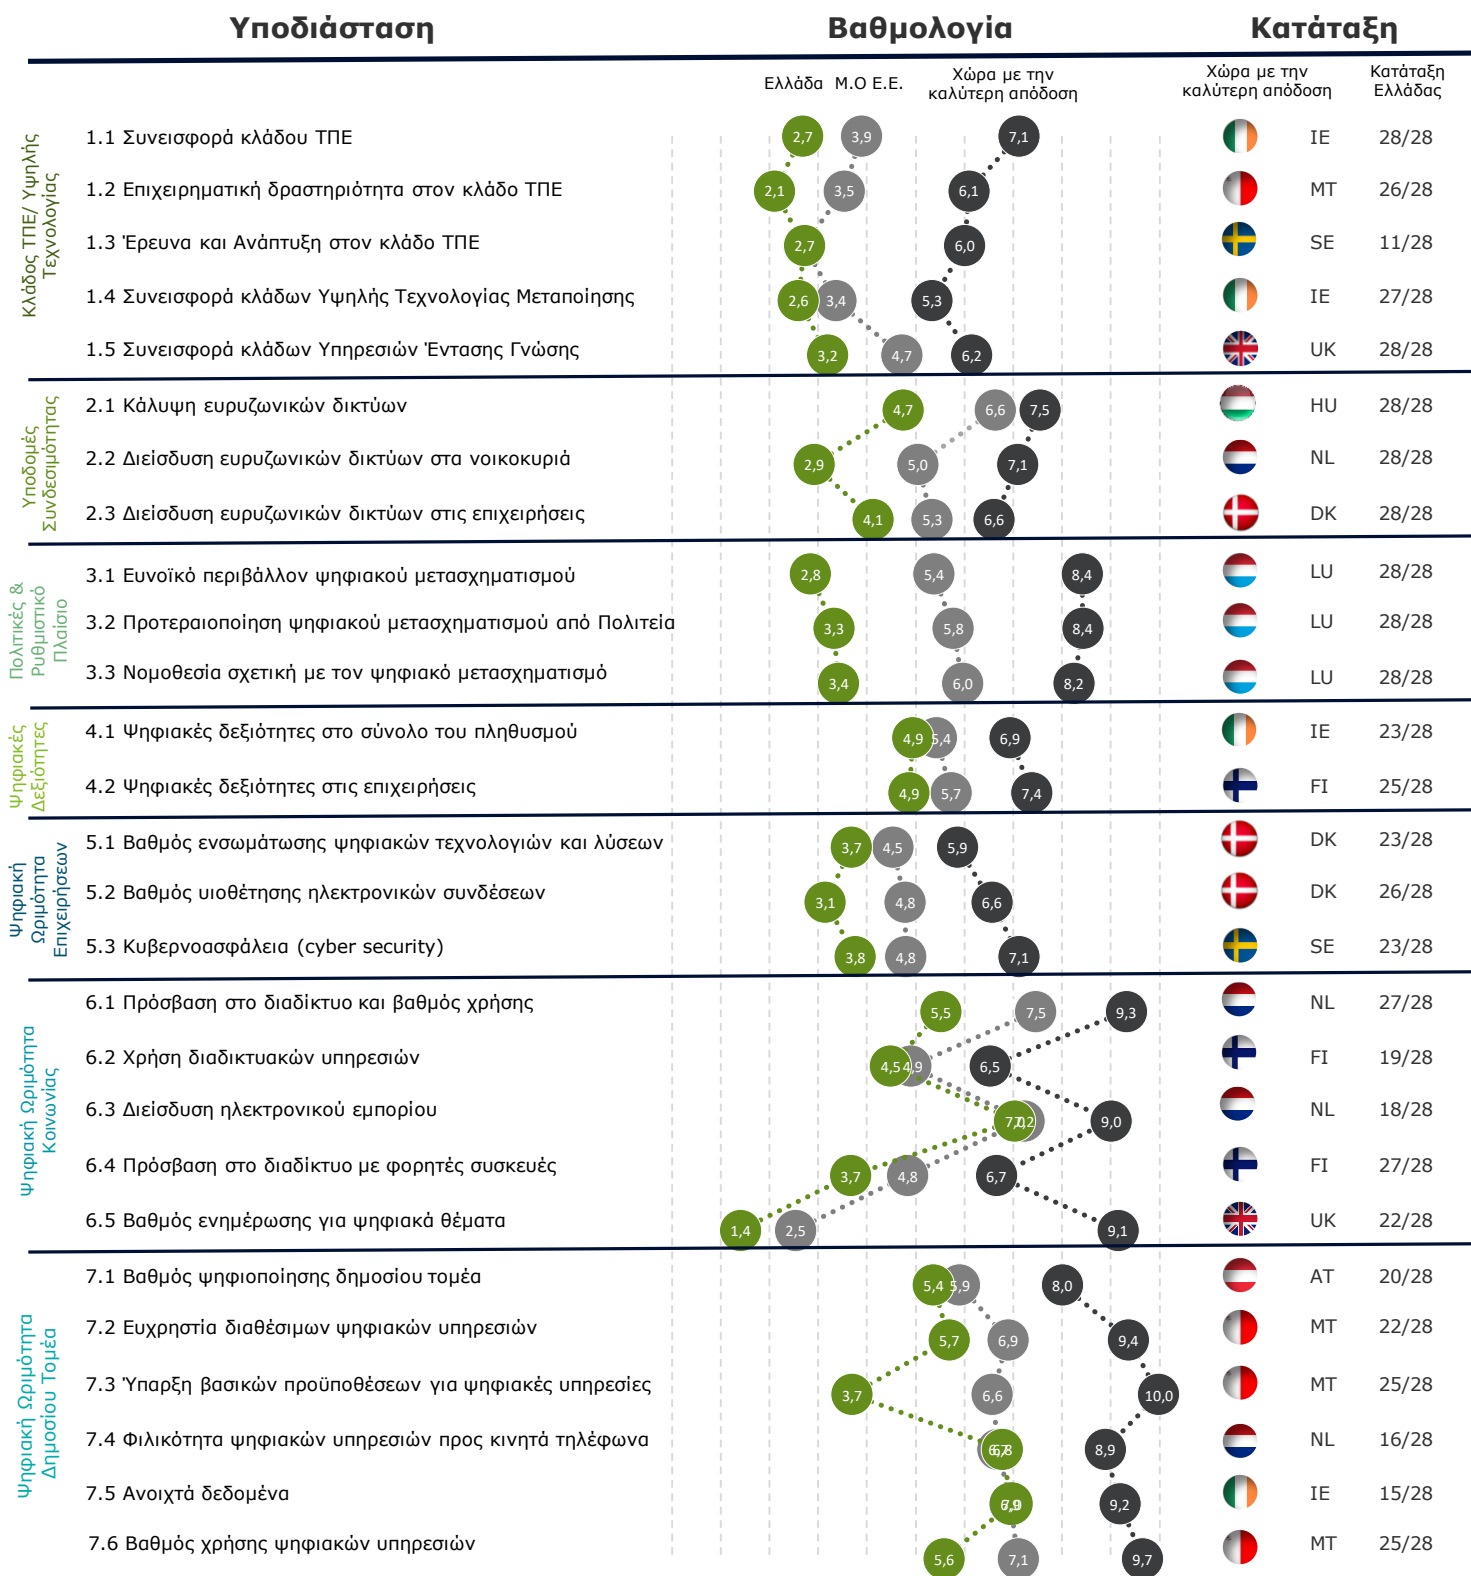 Υποδιάσταση Βαθμολογία Κατάταξη
Ελλάδα Μ.Ο Ε.Ε. Χώρα με την καλύτερη απόδοση Χώρα με την καλύτερη απόδοση Κατάταξη Ελλάδας
Κλάδος ΤΠΕ/ Υψηλής
Τεχνολογίας
1.1 Συνεισφορά κλάδου ΤΠΕ 2,7 3,9 7,1 IE 28/28
1.2 Επιχειρηματική δραστηριότητα στον κλάδο ΤΠΕ 2,1 3,5 6,1 MT 26/28
1.3 Έρευνα και Ανάπτυξη στον κλάδο ΤΠΕ 2,7 6,0 SE 11/28
1.4 Συνεισφορά κλάδων Υψηλής Τεχνολογίας Μεταποίησης 2,6 3,4 5,3 IE 27/28
1.5 Συνεισφορά κλάδων Υπηρεσιών Έντασης Γνώσης 3,2 4,7 6,2 UK 28/28
Υποδομές
Συνδεσιμότητας
2.1 Κάλυψη ευρυζωνικών δικτύων 4,7 6,6 7,5 HU 28/28
2.2 Διείσδυση ευρυζωνικών δικτύων στα νοικοκυριά 2,9 5,0 7,1 NL 28/28
2.3 Διείσδυση ευρυζωνικών δικτύων στις επιχειρήσεις 4,1 5,3 6,6 DK 28/28
Πολιτικές &
Ρυθμιστικό
Πλαίσιο
3.1 Ευνοϊκό περιβάλλον ψηφιακού μετασχηματισμού 2,8 5,4 8,4 LU 28/28
3.2 Προτεραιοποίηση ψηφιακού μετασχηματισμού από Πολιτεία 3,3 5,8 8,4 LU 28/28
3.3 Νομοθεσία σχετική με τον ψηφιακό μετασχηματισμό 3,4 6,0 8,2 LU 28/28
Ψηφιακές
Δεξιότητες
4.1 Ψηφιακές δεξιότητες στο σύνολο του πληθυσμού 4,9 5,4 6,9 IE 23/28
4.2 Ψηφιακές δεξιότητες στις επιχειρήσεις 4,9 5,7 7,4 FI 25/28
Ψηφιακή
Ωριμότητα
Επιχειρήσεων
5.1 Βαθμός ενσωμάτωσης ψηφιακών τεχνολογιών και λύσεων 3,7 4,5 5,9 DK 23/28
5.2 Βαθμός υιοθέτησης ηλεκτρονικών συνδέσεων 3,1 4,8 6,6 DK 26/28
5.3 Κυβερνοασφάλεια (cyber security) 3,8 4,8 7,1 SE 23/28
Ψηφιακή Ωριμότητα
Κοινωνίας
6.1 Πρόσβαση στο διαδίκτυο και βαθμός χρήσης 5,5 7,5 9,3 NL 27/28
6.2 Χρήση διαδικτυακών υπηρεσιών 4,5 4,9 6,5 FI 19/28
6.3 Διείσδυση ηλεκτρονικού εμπορίου 9,0 NL 18/28
6.4 Πρόσβαση στο διαδίκτυο με φορητές συσκευές 3,7 4,8 6,7 FI 27/28
6.5 Βαθμός ενημέρωσης για ψηφιακά θέματα 1,4 2,5 9,1 UK 22/28
Ψηφιακή Ωριμότητα
Δημοσίου Τομέα
7.1 Βαθμός ψηφιοποίησης δημοσίου τομέα 5,4 5,9 8,0 AT 20/28
7.2 Ευχρηστία διαθέσιμων ψηφιακών υπηρεσιών 5,7 6,9 9,4 MT 22/28
7.3 Ύπαρξη βασικών προϋποθέσεων για ψηφιακές υπηρεσίες 3,7 6,6 10,0 MT 25/28
7.4 Φιλικότητα ψηφιακών υπηρεσιών προς κινητά τηλέφωνα 8,9 NL 16/28
7.5 Ανοιχτά δεδομένα 9,2 IE 15/28
7.6 Βαθμός χρήσης ψηφιακών υπηρεσιών 5,6 7,1 9,7 MT 25/28